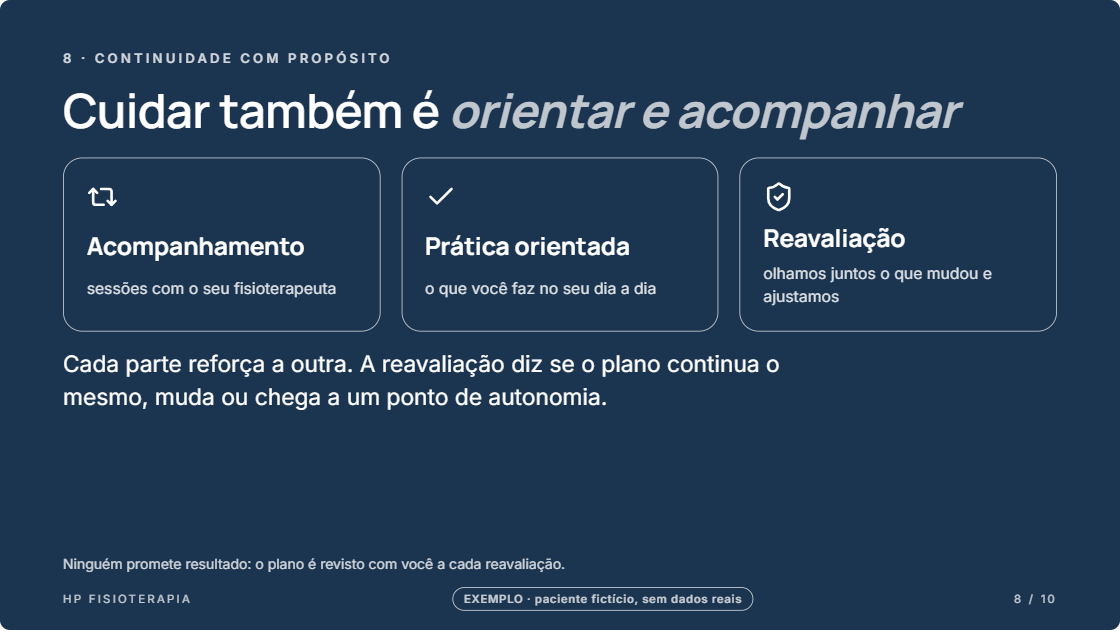 8 · CONTINUIDADE COM PROPÓSITO
Cuidar também é orientar e acompanhar
Acompanhamento
sessões com o seu fisioterapeuta
Prática orientada
o que você faz no seu dia a dia
Reavaliação
olhamos juntos o que mudou e
ajustamos
Cada parte reforça a outra. A reavaliação diz se o plano continua o
mesmo, muda ou chega a um ponto de autonomia.
Ninguém promete resultado: o plano é revisto com você a cada reavaliação.
HP FISIOTERAPIA
EXEMPLO · paciente fictício, sem dados reais
8 / 10